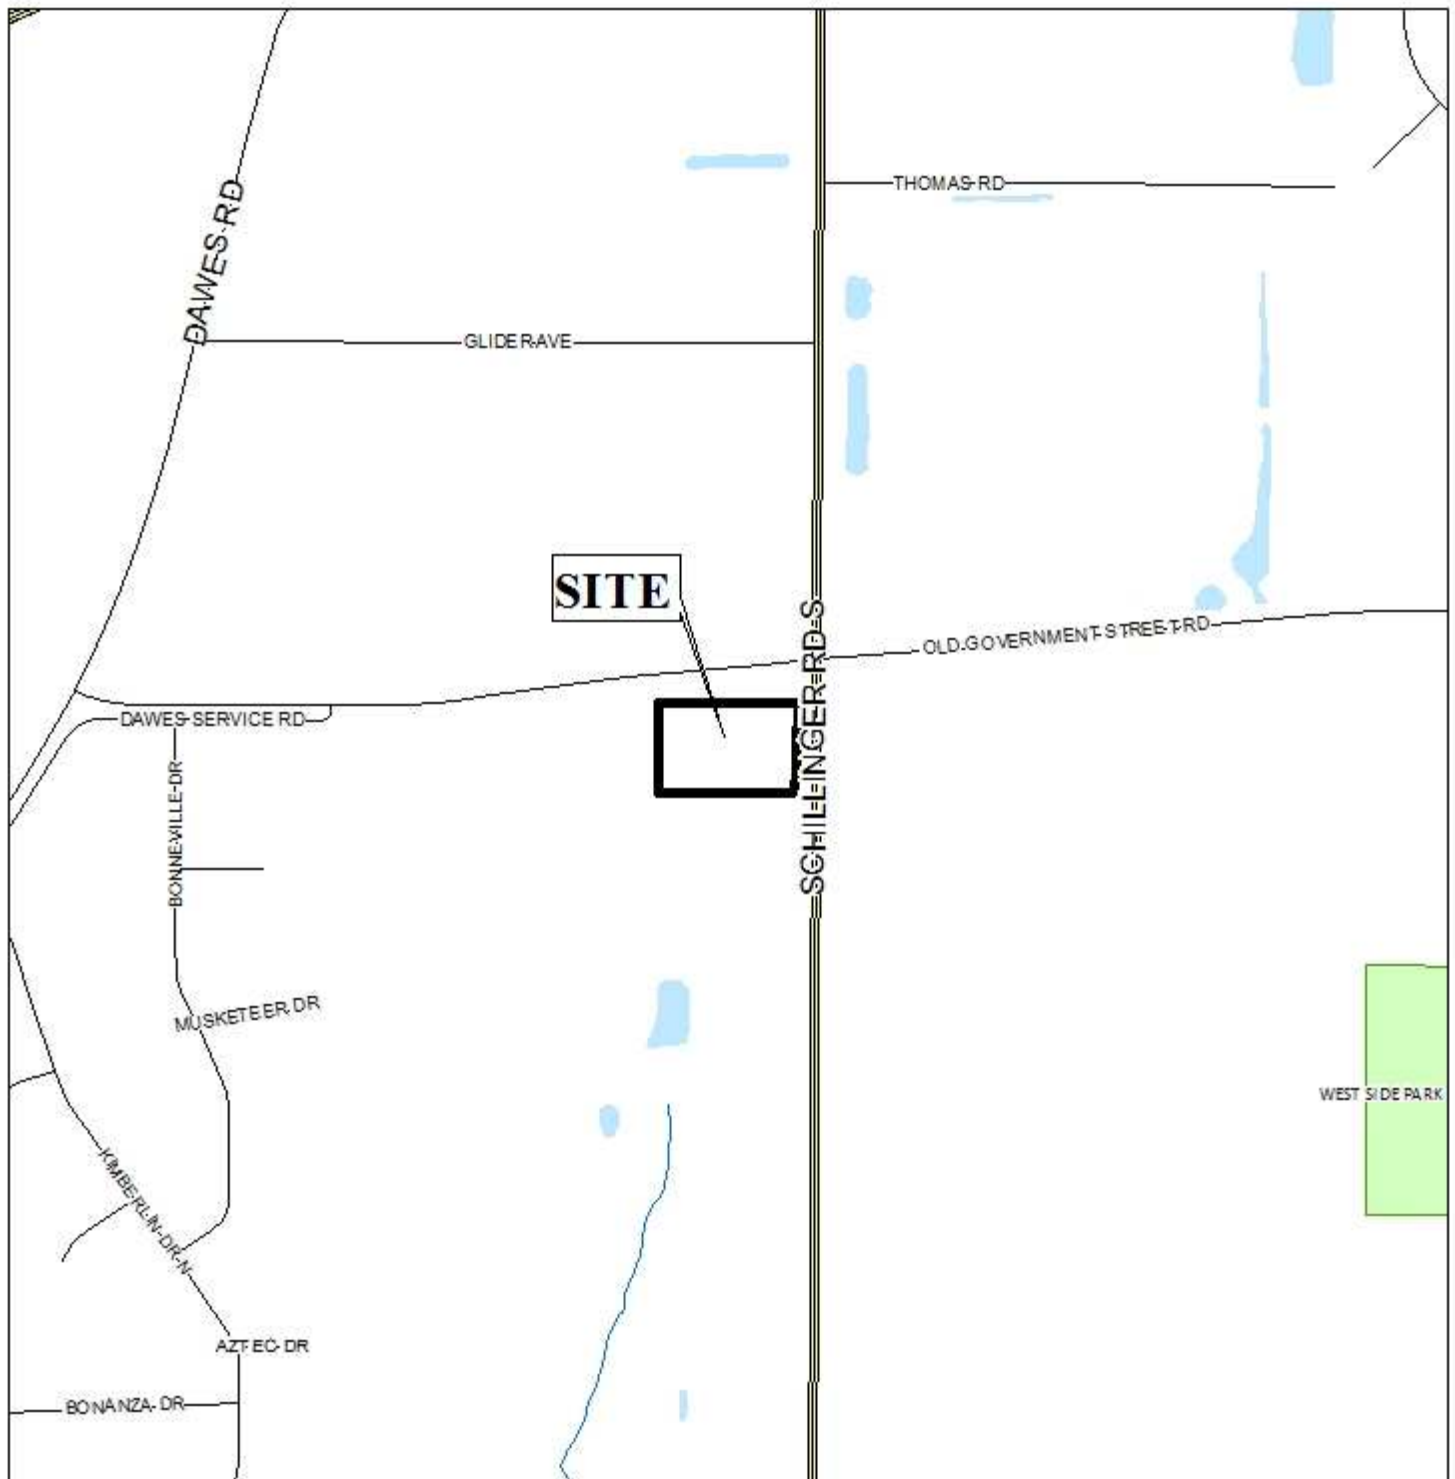 THOMAS RD
DAWES RD
GLIDER AVE
SITE
OLD GOVERNMENT STREET RD
SCHILLINGER RD S
DAWES SERVICE RD
BONNEVILLE DR
MUSKETEER DR
WEST SIDE PARK
KIMBERLIN DR N
AZTEC DR
BONANZA DR